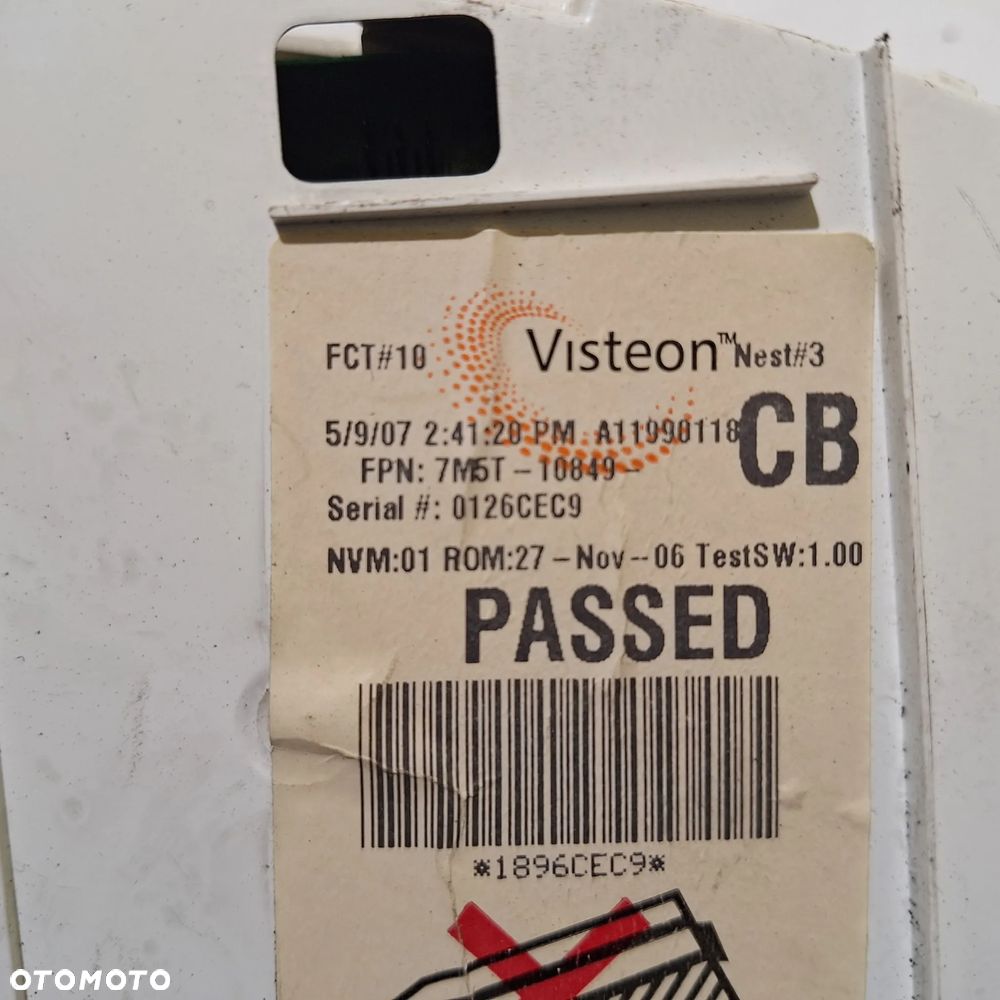 FCT#10 Visteon™ Nest#3
5/9/07 2:41:20 PM A11990118
FPN: 7M5T-10849- CB
Serial #: 0126CEC9
NVM:01 ROM:27-Nov--06 TestSW:1.00
PASSED
*1896CEC9*
OTOMOTO